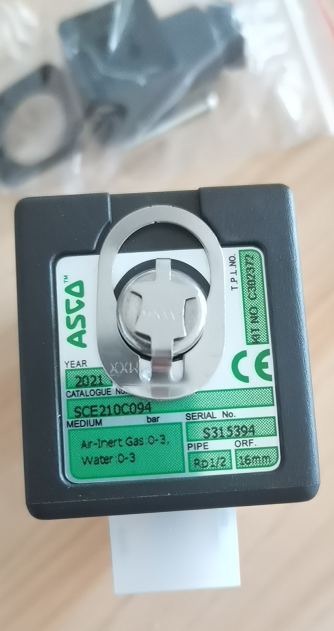 ASCO™
T.P.L.NO.
KIT NO C302372
YEAR
2021
CE
CATALOGUE No.
SCE210C094
MEDIUM bar
SERIAL No.
S315394
Air-Inert Gas 0-3,
Water 0-3
PIPE ORF.
Rp1/2 16mm